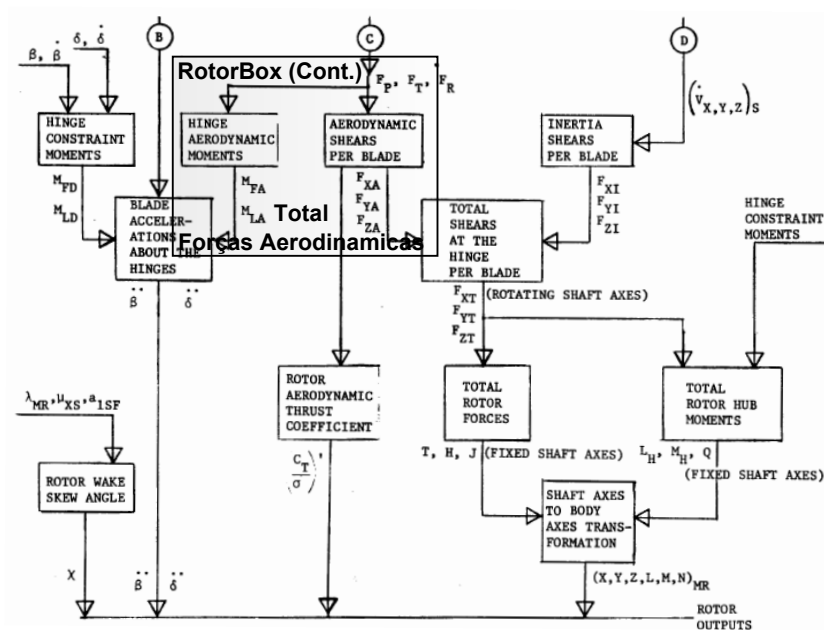 B
C
D
β, β̇
δ, δ̇
RotorBox (Cont.)
F_P, F_T, F_R
(V̇_X,Y,Z)_S
HINGE
CONSTRAINT
MOMENTS
HINGE
AERODYNAMIC
MOMENTS
AERODYNAMIC
SHEARS
PER BLADE
INERTIA
SHEARS
PER BLADE
M_FD
M_LD
M_FA
M_LA
F_XA
F_YA
F_ZA
F_XI
F_YI
F_ZI
Total
Forças Aerodinamicas
BLADE
ACCELER-
ATIONS
ABOUT THE
HINGES
TOTAL
SHEARS
AT THE
HINGE
PER BLADE
HINGE
CONSTRAINT
MOMENTS
β̈ δ̈
F_XT (ROTATING SHAFT AXES)
F_YT
F_ZT
λ_MR, μ_XS, a_1SF
ROTOR
AERODYNAMIC
THRUST
COEFFICIENT
TOTAL
ROTOR
FORCES
TOTAL
ROTOR HUB
MOMENTS
T, H, J (FIXED SHAFT AXES)
L_H, M_H, Q
(FIXED SHAFT AXES)
ROTOR WAKE
SKEW ANGLE
C_T/σ)'
SHAFT AXES
TO BODY
AXES TRANS-
FORMATION
χ
β̈ δ̈
(X,Y,Z,L,M,N)_MR
ROTOR
OUTPUTS